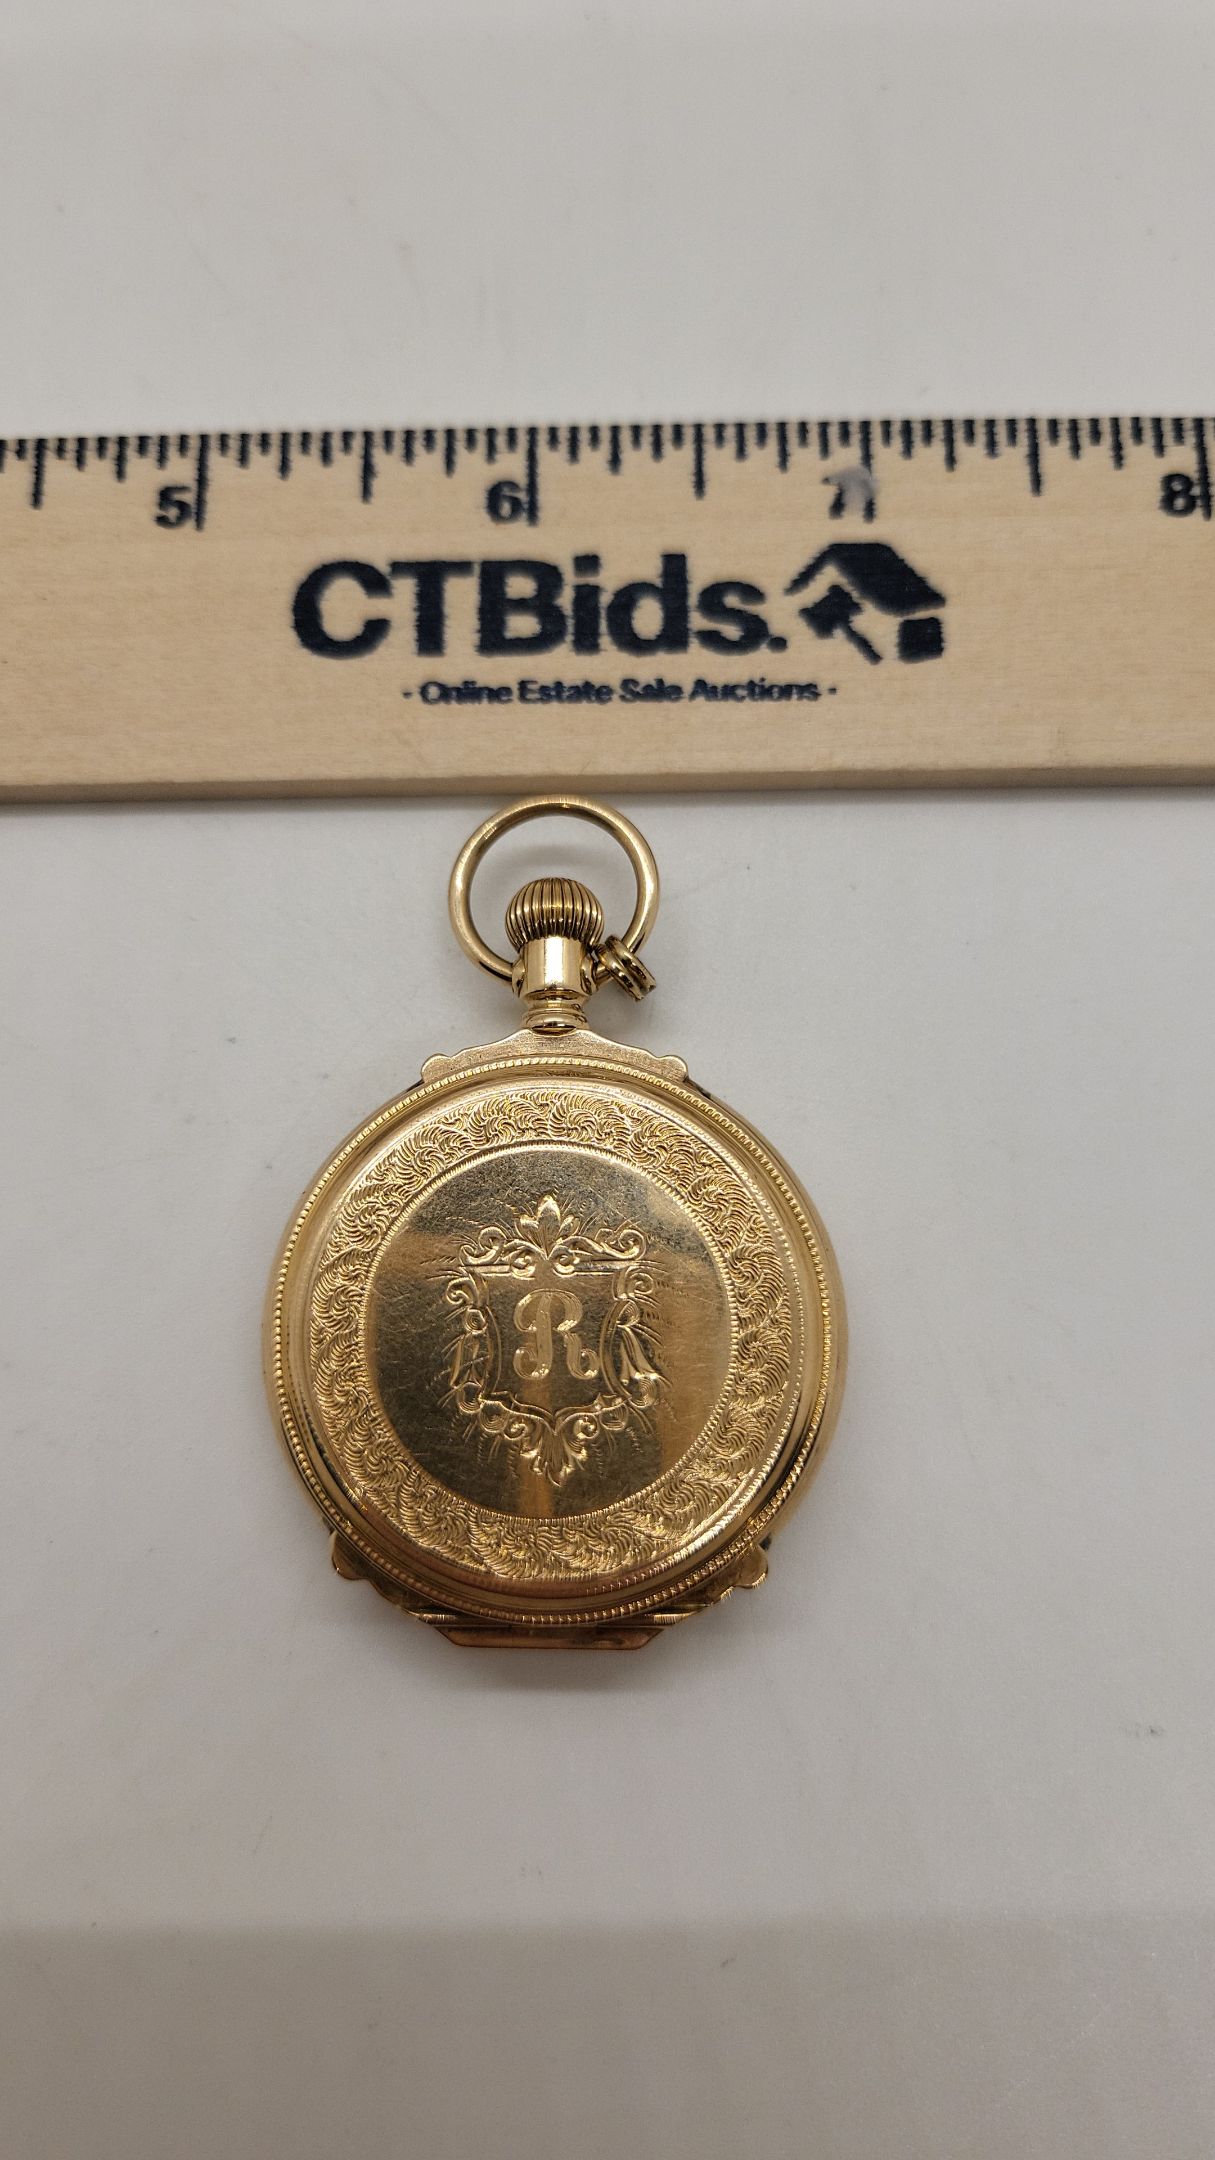 5 6 7 8
CTBids.
- Online Estate Sale Auctions -
R